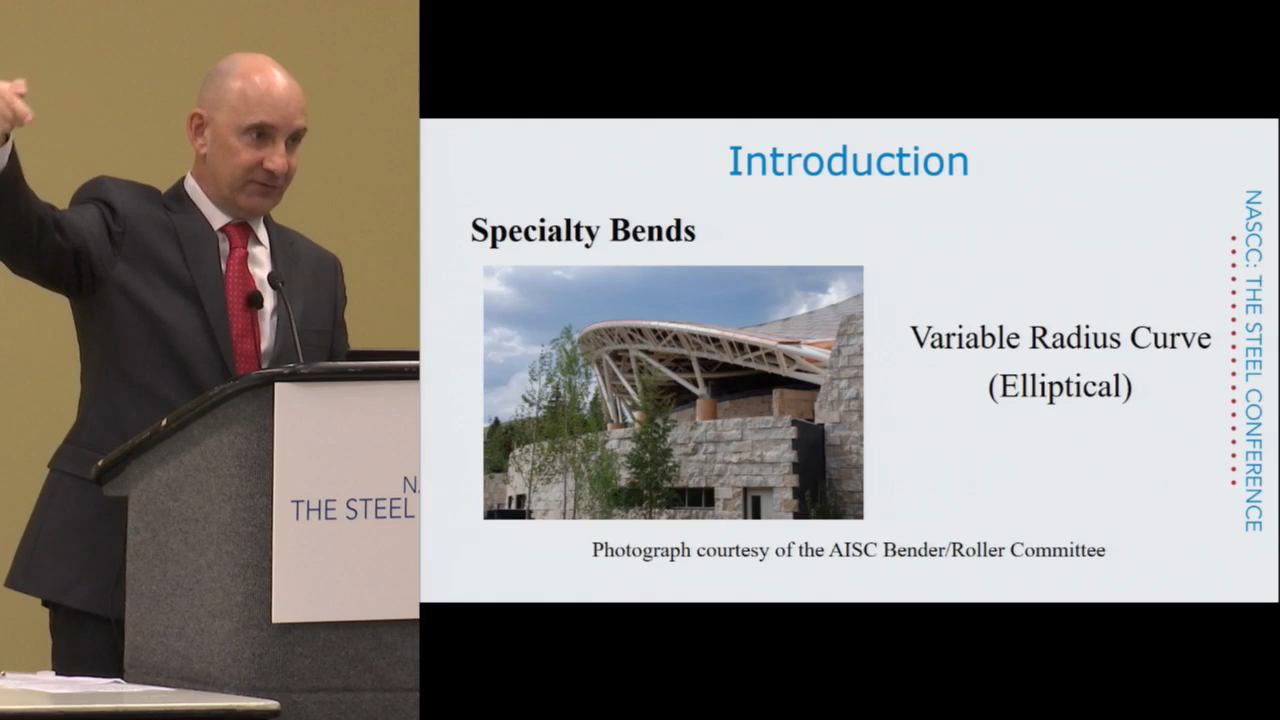 Introduction
Specialty Bends
Variable Radius Curve
(Elliptical)
Photograph courtesy of the AISC Bender/Roller Committee
NASCC: THE STEEL CONFERENCE
THE STEEL